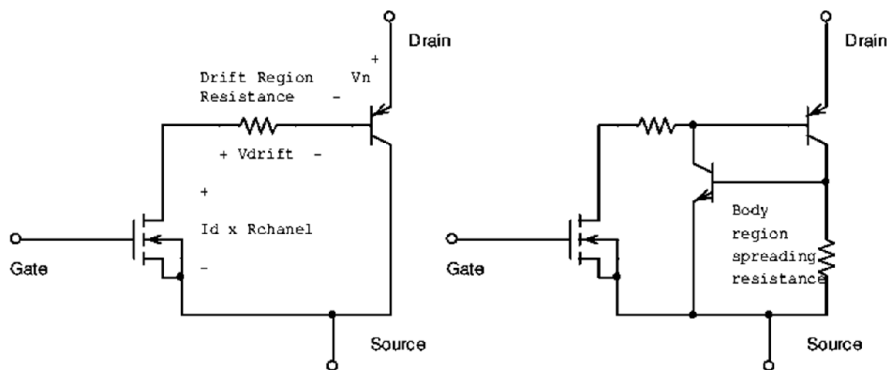 Drain
+
Drift Region Vn
Resistance -
+ Vdrift -
+
Id x Rchanel
-
Gate
Source
Drain
Body
region
spreading
resistance
Gate
Source